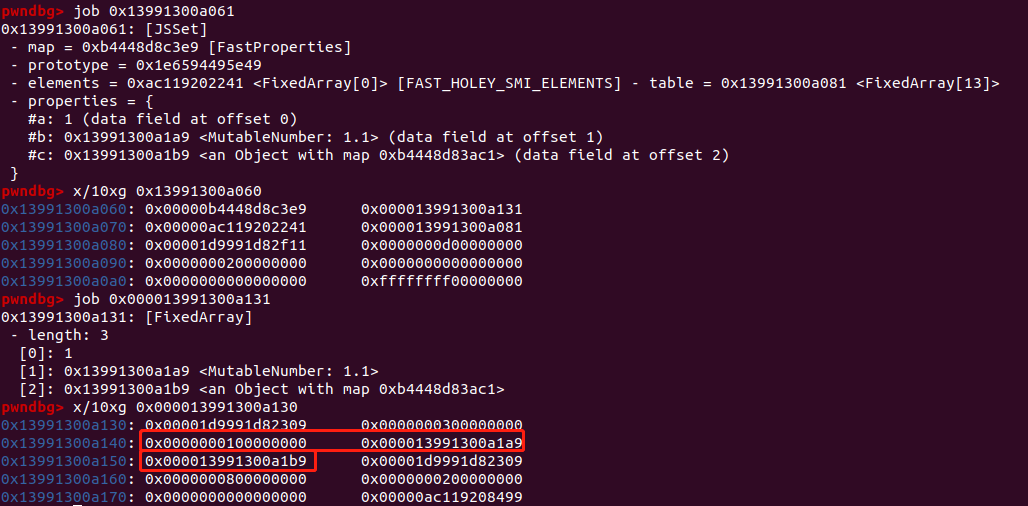 pwndbg> job 0x13991300a061
0x13991300a061: [JSSet]
- map = 0xb4448d8c3e9 [FastProperties]
- prototype = 0x1e6594495e49
- elements = 0xac119202241 <FixedArray[0]> [FAST_HOLEY_SMI_ELEMENTS] - table = 0x13991300a081 <FixedArray[13]>
- properties = {
#a: 1 (data field at offset 0)
#b: 0x13991300a1a9 <MutableNumber: 1.1> (data field at offset 1)
#c: 0x13991300a1b9 <an Object with map 0xb4448d83ac1> (data field at offset 2)
}
pwndbg> x/10xg 0x13991300a060
0x13991300a060: 0x00000b4448d8c3e9 0x000013991300a131
0x13991300a070: 0x00000ac119202241 0x000013991300a081
0x13991300a080: 0x00001d9991d82f11 0x0000000d00000000
0x13991300a090: 0x0000000200000000 0x0000000000000000
0x13991300a0a0: 0x0000000000000000 0xffffffff00000000
pwndbg> job 0x000013991300a131
0x13991300a131: [FixedArray]
- length: 3
[0]: 1
[1]: 0x13991300a1a9 <MutableNumber: 1.1>
[2]: 0x13991300a1b9 <an Object with map 0xb4448d83ac1>
pwndbg> x/10xg 0x000013991300a130
0x13991300a130: 0x00001d9991d82309 0x0000000300000000
0x13991300a140: 0x0000000100000000 0x000013991300a1a9
0x13991300a150: 0x000013991300a1b9 0x00001d9991d82309
0x13991300a160: 0x0000000800000000 0x0000000200000000
0x13991300a170: 0x0000000000000000 0x00000ac119208499